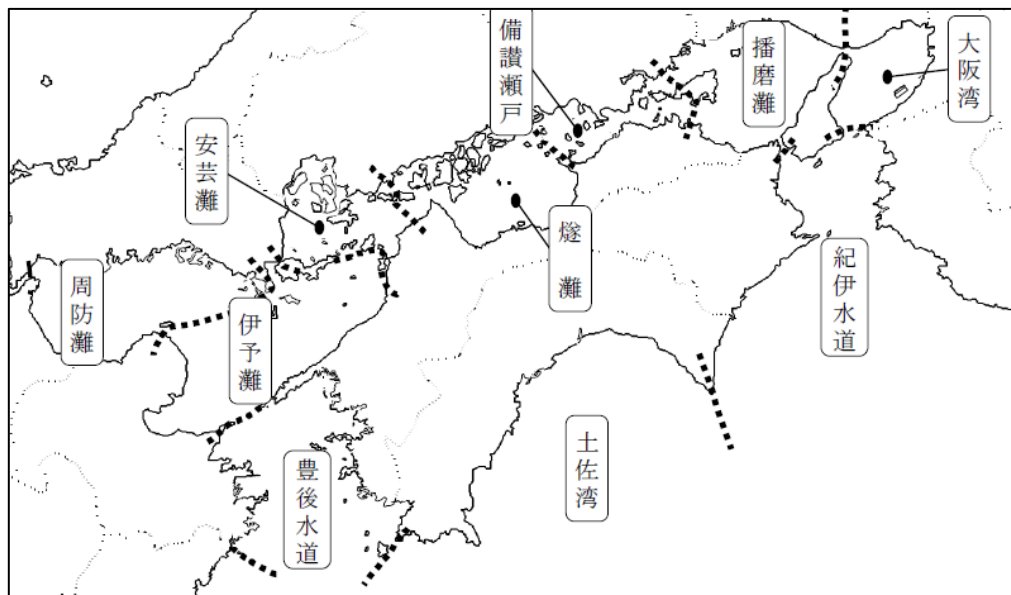 備讃瀬戸
播磨灘
大阪湾
安芸灘
燧灘
紀伊水道
周防灘
伊予灘
土佐湾
豊後水道